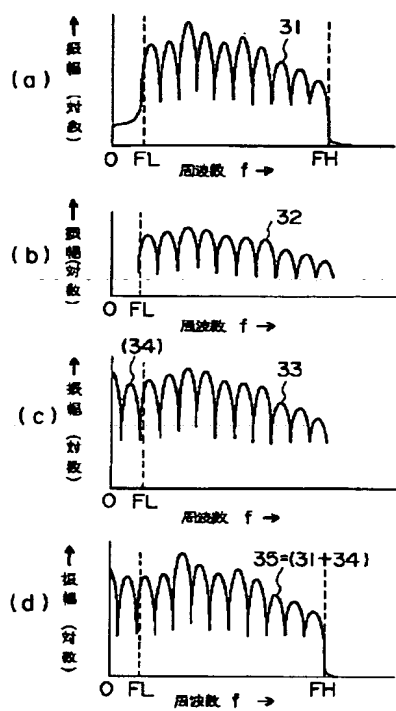 (a)
振幅（対数）
31
O FL FH
周波数 f →
(b)
振幅(対数)
32
O FL
周波数 f →
(c)
振幅（対数）
(34)
33
O FL
周波数 f →
(d)
振幅（対数）
35=(31+34)
O FL FH
周波数 f →